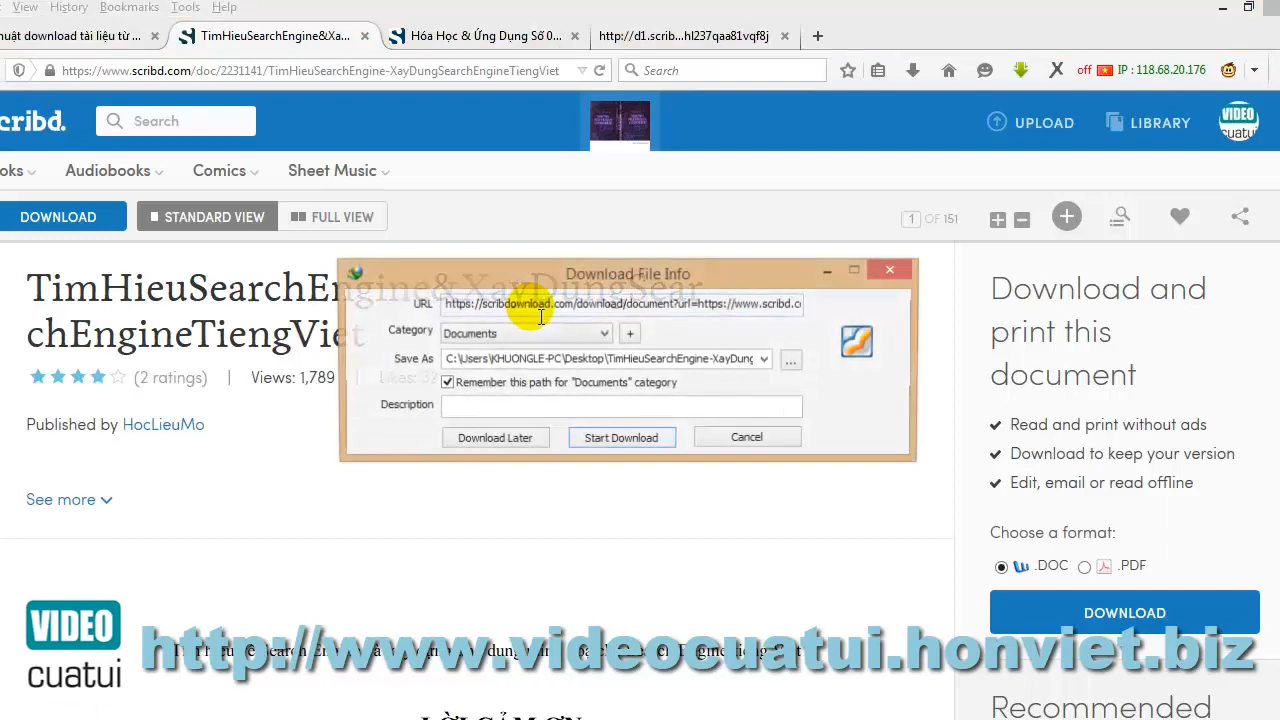 View History Bookmarks Tools Help
huật download tài liệu từ ... TimHieuSearchEngine&Xa... Hóa Học & Ứng Dụng Số 0... http://d1.scrib...hl237qaa81vqf8j
https://www.scribd.com/doc/2231141/TimHieuSearchEngine-XayDungSearchEngineTiengViet Search off IP : 118.68.20.176
cribd. Search UPLOAD LIBRARY VIDEO cuatui
oks Audiobooks Comics Sheet Music
DOWNLOAD STANDARD VIEW FULL VIEW 1 OF 151
TimHieuSearchEngine&XayDungSear
chEngineTiengViet
(2 ratings) | Views: 1,789 |
Published by HocLieuMo
See more
Download File Info
URL https://scribdownload.com/download/document?url=https://www.scribd.co
Category Documents
Save As C:\Users\KHUONGLE-PC\Desktop\TimHieuSearchEngine-XayDung
Remember this path for "Documents" category
Description
Download Later Start Download Cancel
Download and
print this
document
Read and print without ads
Download to keep your version
Edit, email or read offline
Choose a format:
.DOC .PDF
DOWNLOAD
Recommended
VIDEO
cuatui
http://www.videocuatui.honviet.biz
LỜI CẢM ƠN